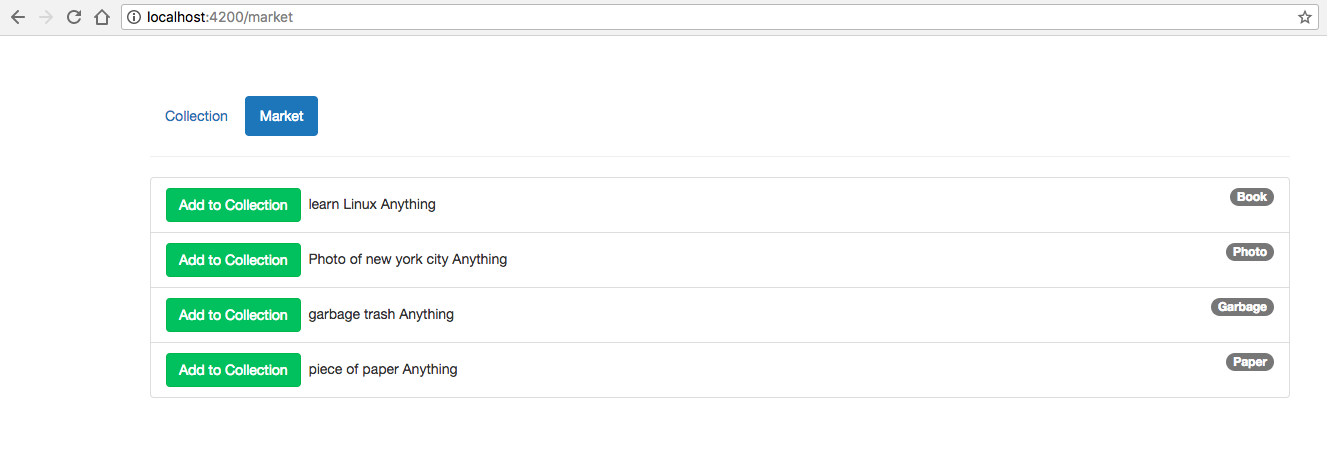 localhost:4200/market
Collection Market
Add to Collection learn Linux Anything Book
Add to Collection Photo of new york city Anything Photo
Add to Collection garbage trash Anything Garbage
Add to Collection piece of paper Anything Paper